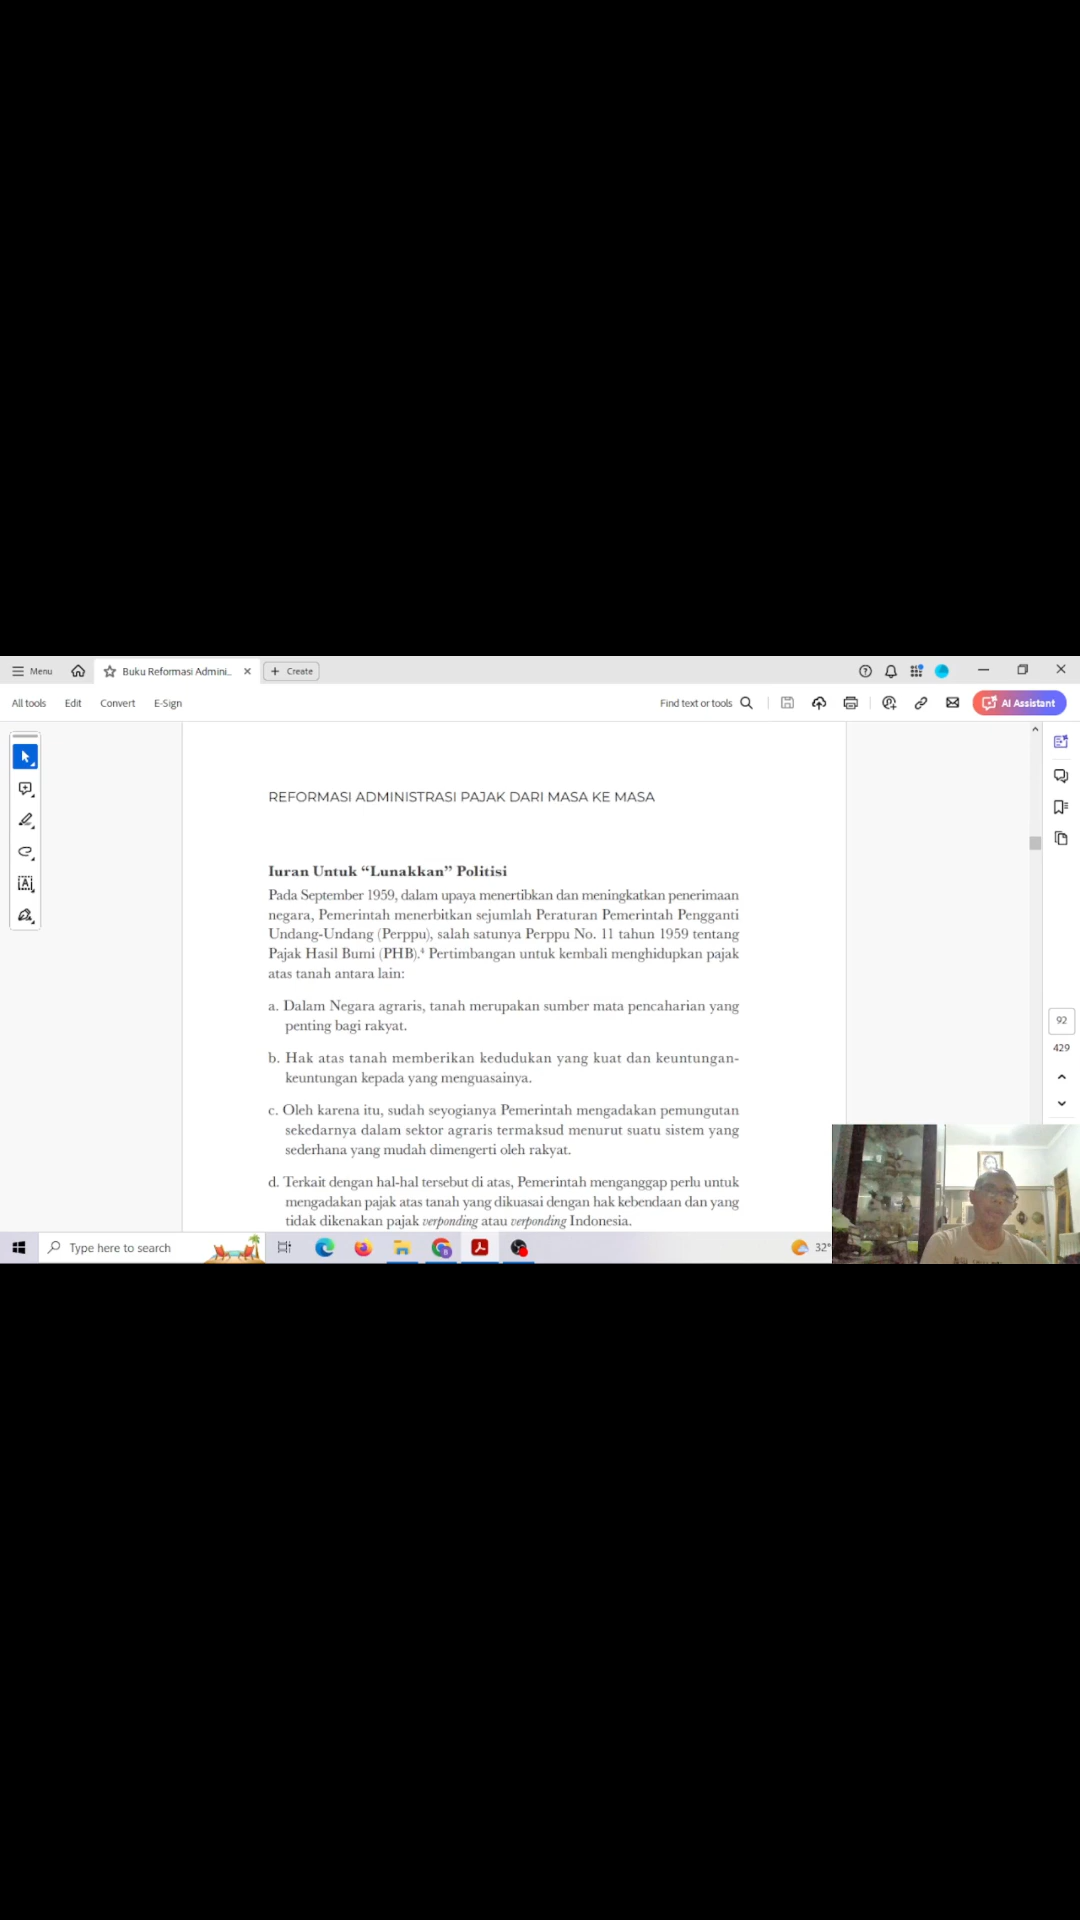 Menu
Buku Reformasi Admini...
Create
All tools
Edit
Convert
E-Sign
Find text or tools
AI Assistant
REFORMASI ADMINISTRASI PAJAK DARI MASA KE MASA
Iuran Untuk “Lunakkan” Politisi
Pada September 1959, dalam upaya menertibkan dan meningkatkan penerimaan
negara, Pemerintah menerbitkan sejumlah Peraturan Pemerintah Pengganti
Undang-Undang (Perppu), salah satunya Perppu No. 11 tahun 1959 tentang
Pajak Hasil Bumi (PHB).⁴ Pertimbangan untuk kembali menghidupkan pajak
atas tanah antara lain:
a. Dalam Negara agraris, tanah merupakan sumber mata pencaharian yang
penting bagi rakyat.
b. Hak atas tanah memberikan kedudukan yang kuat dan keuntungan-
keuntungan kepada yang menguasainya.
c. Oleh karena itu, sudah seyogianya Pemerintah mengadakan pemungutan
sekedarnya dalam sektor agraris termaksud menurut suatu sistem yang
sederhana yang mudah dimengerti oleh rakyat.
d. Terkait dengan hal-hal tersebut di atas, Pemerintah menganggap perlu untuk
mengadakan pajak atas tanah yang dikuasai dengan hak kebendaan dan yang
tidak dikenakan pajak verponding atau verponding Indonesia.
92
429
Type here to search
32°